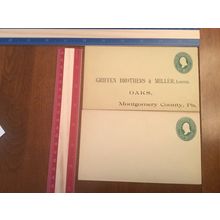 GRIFFEN BROTHERS & MILLER, Limited.
OAKS,
Montgomery County, Pa.